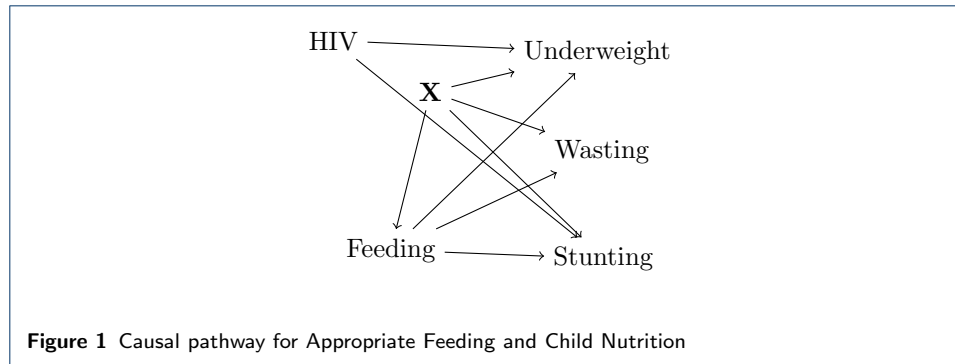 HIV
Underweight
X
Wasting
Feeding
Stunting
Figure 1 Causal pathway for Appropriate Feeding and Child Nutrition